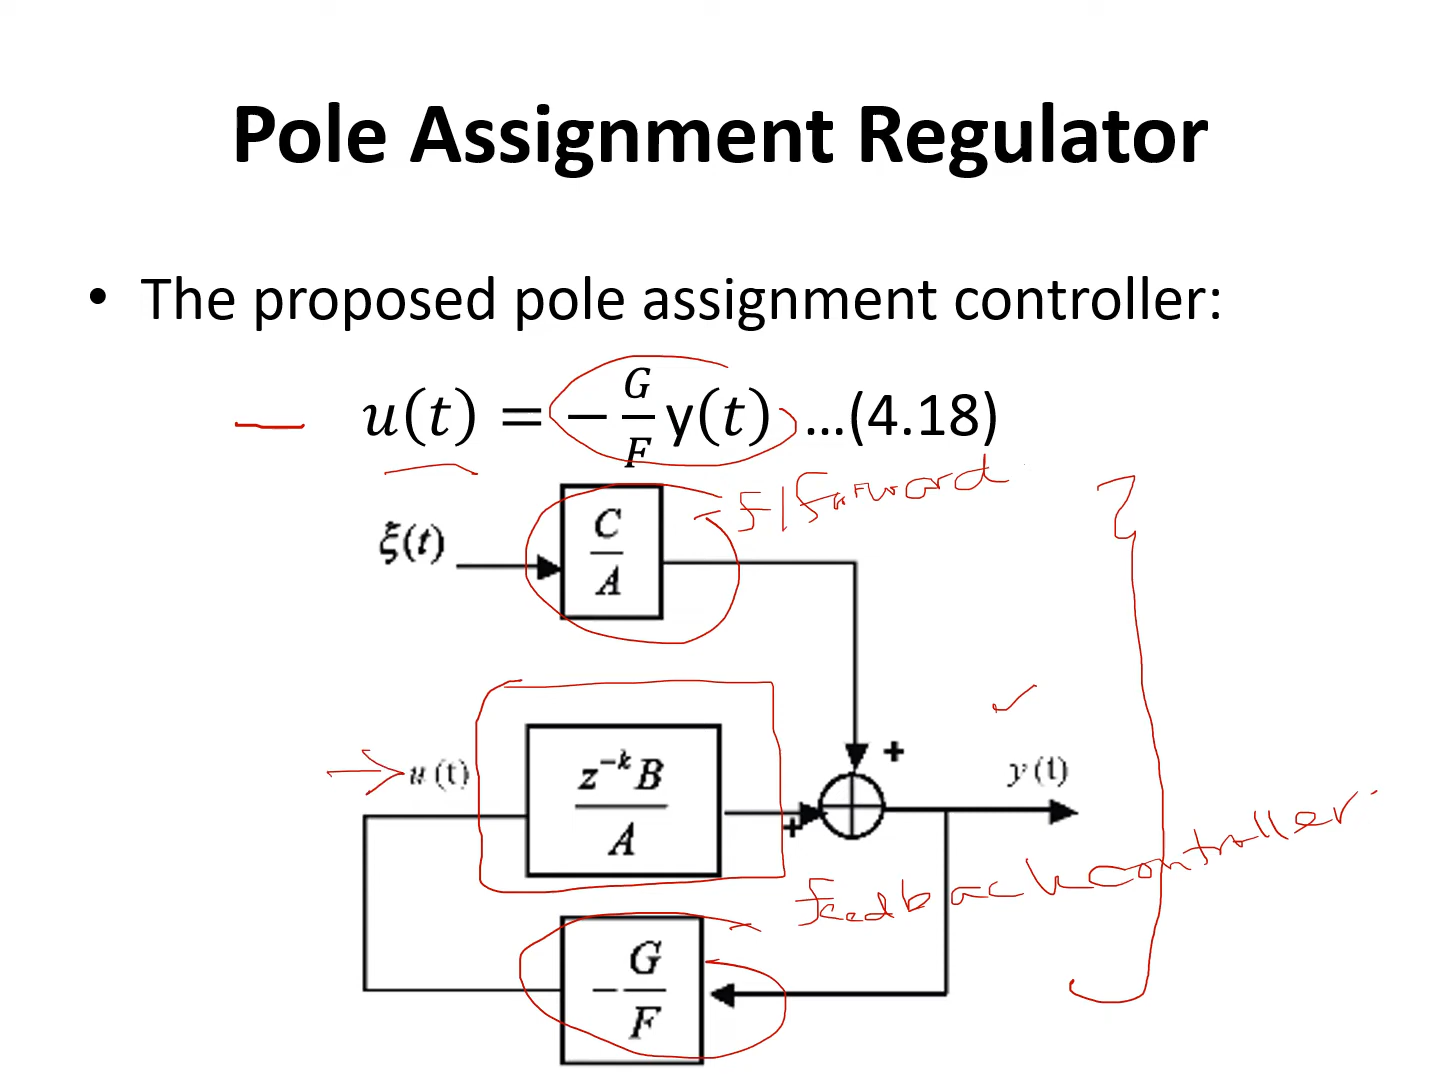 Pole Assignment Regulator
• The proposed pole assignment controller:
u(t) = −G/F y(t) …(4.18)
f/forward
ξ(t)
C/A
+
u(t)
z^-k B/A
+
y(t)
feedback controller
−G/F